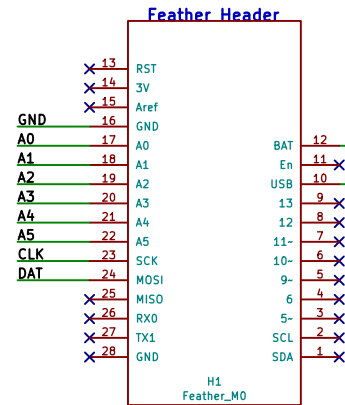 Feather Header
13 RST
14 3V
15 Aref
GND 16 GND
A0 17 A0 BAT 12
A1 18 A1 En 11
A2 19 A2 USB 10
A3 20 A3 13 9
A4 21 A4 12 8
A5 22 A5 11~ 7
CLK 23 SCK 10~ 6
DAT 24 MOSI 9~ 5
25 MISO 6 4
26 RX0 5~ 3
27 TX1 SCL 2
28 GND SDA 1
H1
Feather_M0